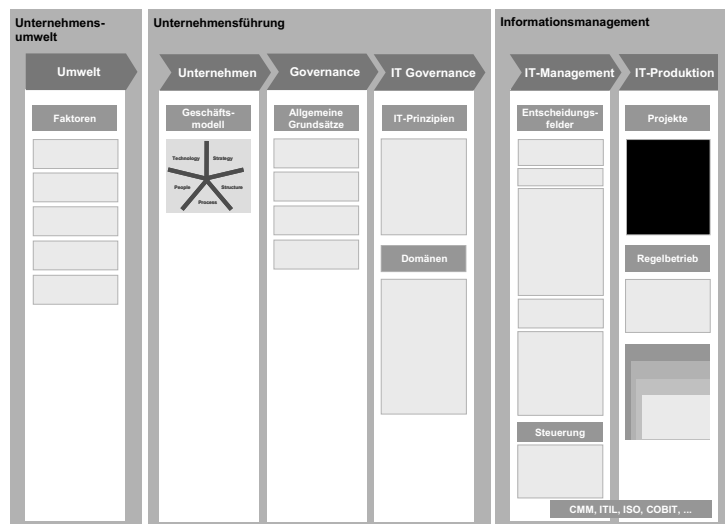 Unternehmens-
umwelt
Unternehmensführung
Informationsmanagement
Umwelt
Unternehmen
Governance
IT Governance
IT-Management
IT-Produktion
Faktoren
Geschäfts-
modell
Allgemeine
Grundsätze
IT-Prinzipien
Entscheidungs-
felder
Projekte
Technology
Strategy
People
Structure
Process
Domänen
Regelbetrieb
Steuerung
CMM, ITIL, ISO, COBIT, ...